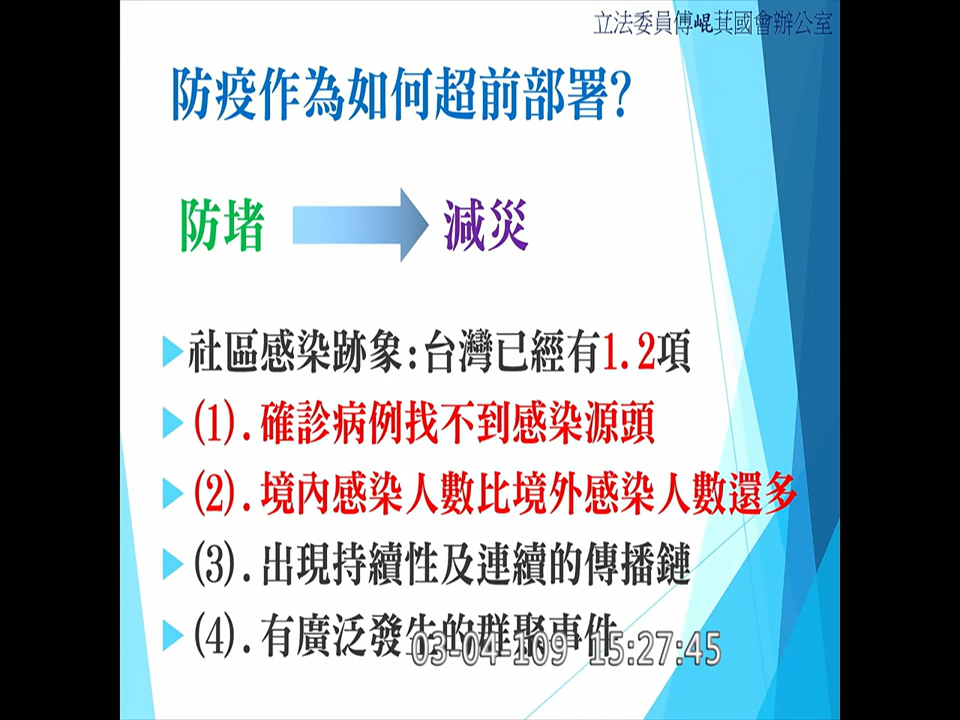 立法委員傅崐萁國會辦公室
防疫作為如何超前部署?
防堵 減災
社區感染跡象:台灣已經有1.2項
(1).確診病例找不到感染源頭
(2).境內感染人數比境外感染人數還多
(3).出現持續性及連續的傳播鏈
(4).有廣泛發生的群聚事件
03-04-109 15:27:45